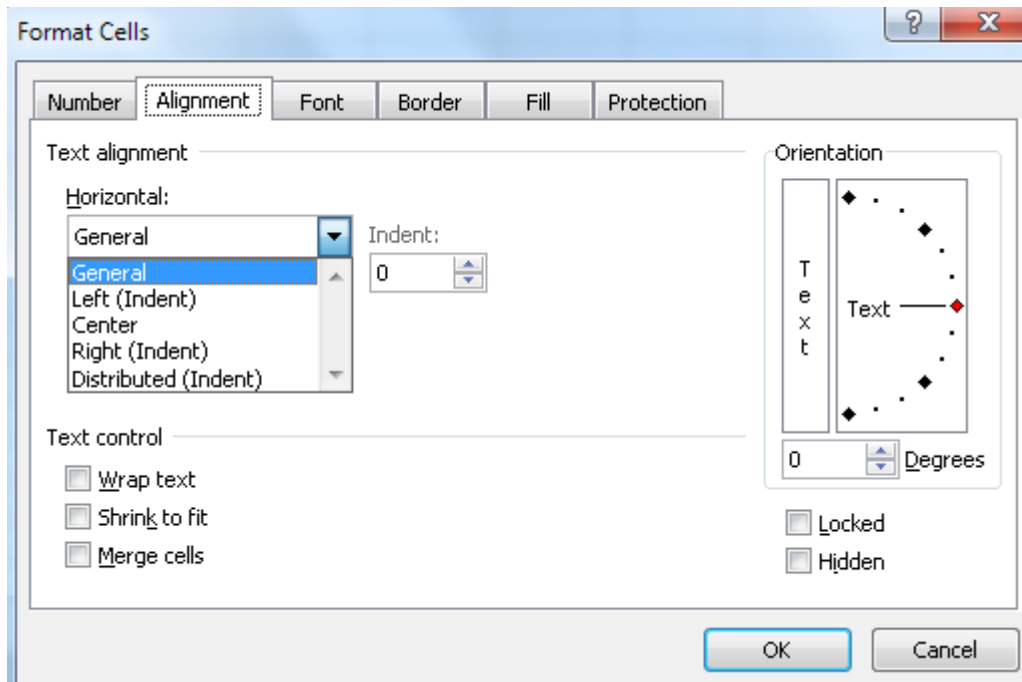 Format Cells
Number Alignment Font Border Fill Protection
Text alignment
Horizontal:
General
General
Left (Indent)
Center
Right (Indent)
Distributed (Indent)
Indent:
0
Text control
Wrap text
Shrink to fit
Merge cells
Orientation
Text
Text
0 Degrees
Locked
Hidden
OK Cancel